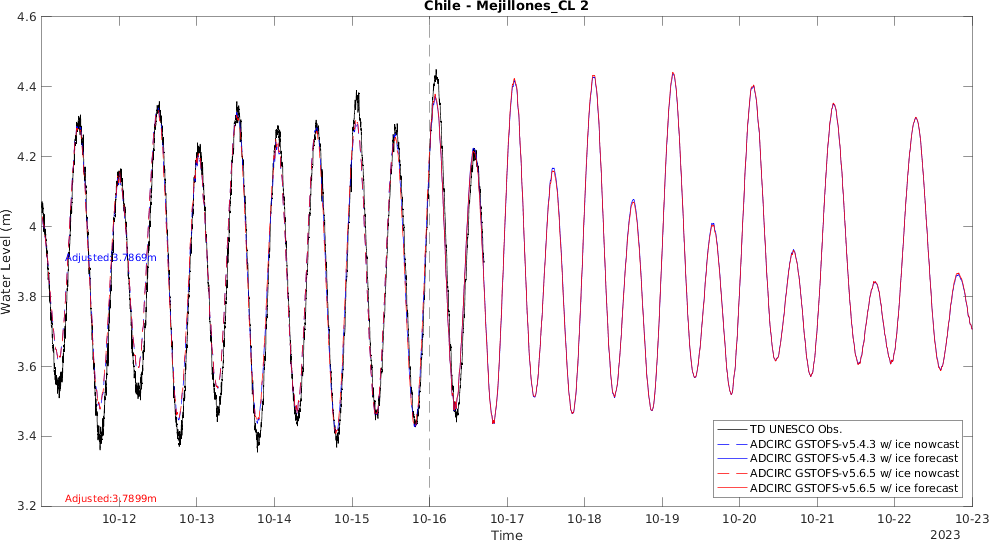 Chile - Mejillones_CL 2
Water Level (m)
4.6
4.4
4.2
4
3.8
3.6
3.4
3.2
Adjusted:3.7869m
Adjusted:3.7899m
TD UNESCO Obs.
ADCIRC GSTOFS-v5.4.3 w/ ice nowcast
ADCIRC GSTOFS-v5.4.3 w/ ice forecast
ADCIRC GSTOFS-v5.6.5 w/ ice nowcast
ADCIRC GSTOFS-v5.6.5 w/ ice forecast
10-12 10-13 10-14 10-15 10-16 10-17 10-18 10-19 10-20 10-21 10-22 10-23
Time
2023